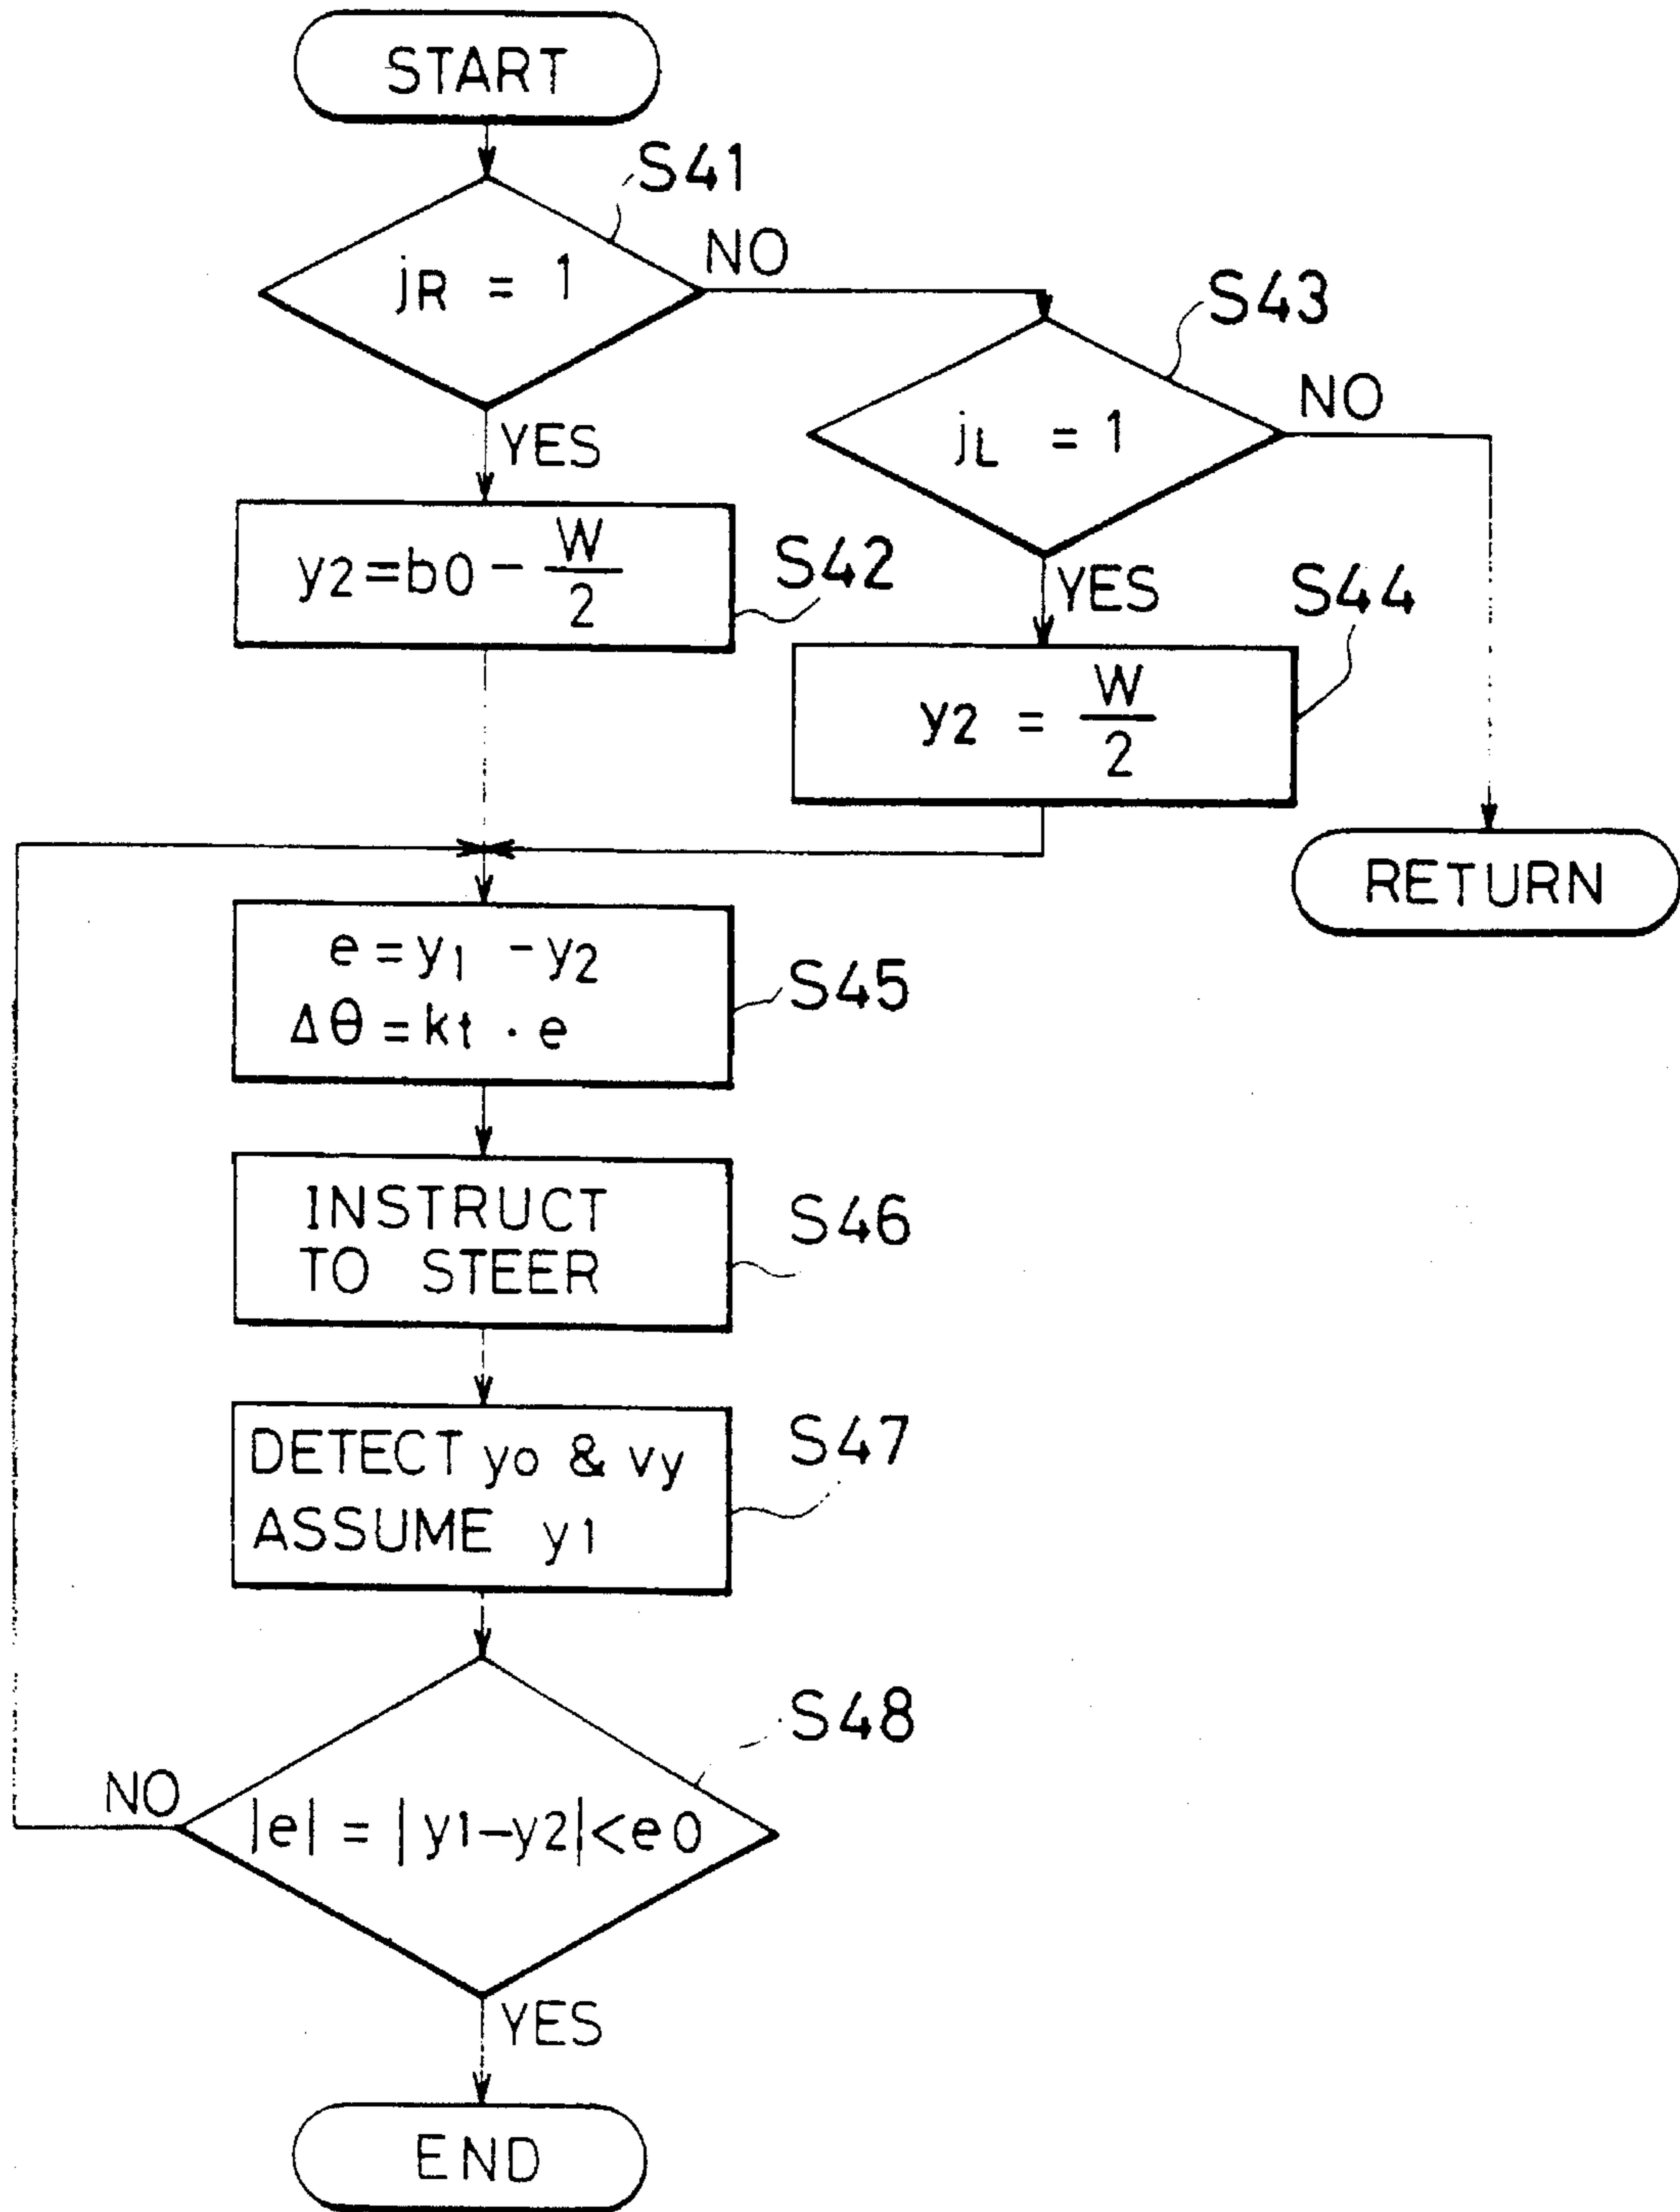 START
S41
jR = 1
NO
S43
jL = 1
NO
YES
y2=b0-W/2
S42
YES
S44
y2 = W/2
RETURN
e=y1 -y2
Δθ=kt · e
S45
INSTRUCT
TO STEER
S46
DETECT yo & vy
ASSUME y1
S47
S48
NO
|e| = |y1-y2|<e0
YES
END